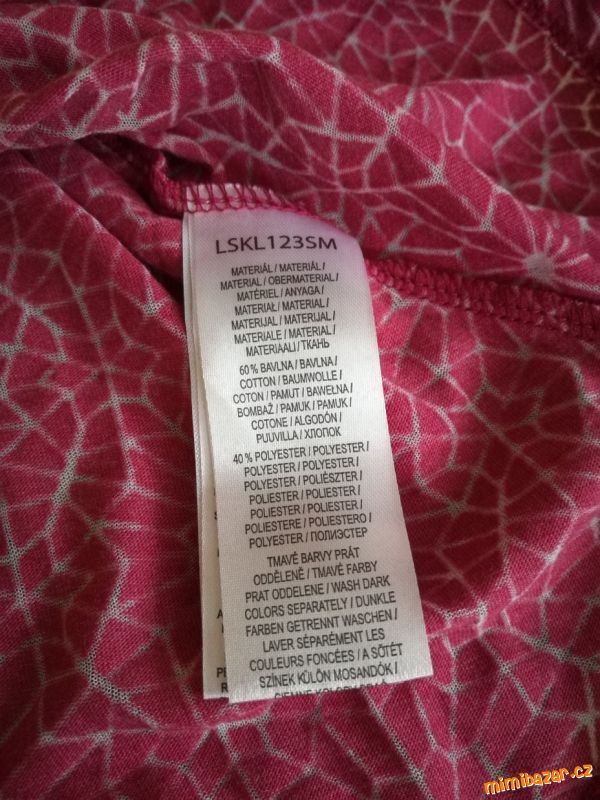 LSKL123SM
MATERIÁL / MATERIÁL /
MATERIAL / OBERMATERIAL /
MATÉRIEL / ANYAGA /
MATERIAŁ / MATERIAL /
MATERIJAL / MATERIJAL /
MATERIALE / MATERIAL /
MATERIAALI / ТКАНЬ
60 % BAVLNA / BAVLNA /
COTTON / BAUMWOLLE /
COTON / PAMUT / BAWEŁNA /
BOMBAŽ / PAMUK / PAMUK /
COTONE / ALGODÓN /
PUUVILLA / ХЛОПОК
40 % POLYESTER / POLYESTER /
POLYESTER / POLYESTER /
POLYESTER / POLIÉSZTER /
POLIESTER / POLIESTER /
POLIESTER / POLIESTER /
POLIESTERE / POLIESTERO /
POLYESTER / ПОЛИЭСТЕР
TMAVÉ BARVY PRÁT
ODDĚLENĚ / TMAVÉ FARBY
PRAT ODDELENE / WASH DARK
COLORS SEPARATELY / DUNKLE
FARBEN GETRENNT WASCHEN /
LAVER SÉPARÉMENT LES
COULEURS FONCÉES / A SÖTÉT
SZÍNEK KÜLÖN MOSANDÓK /
mimibazar.cz